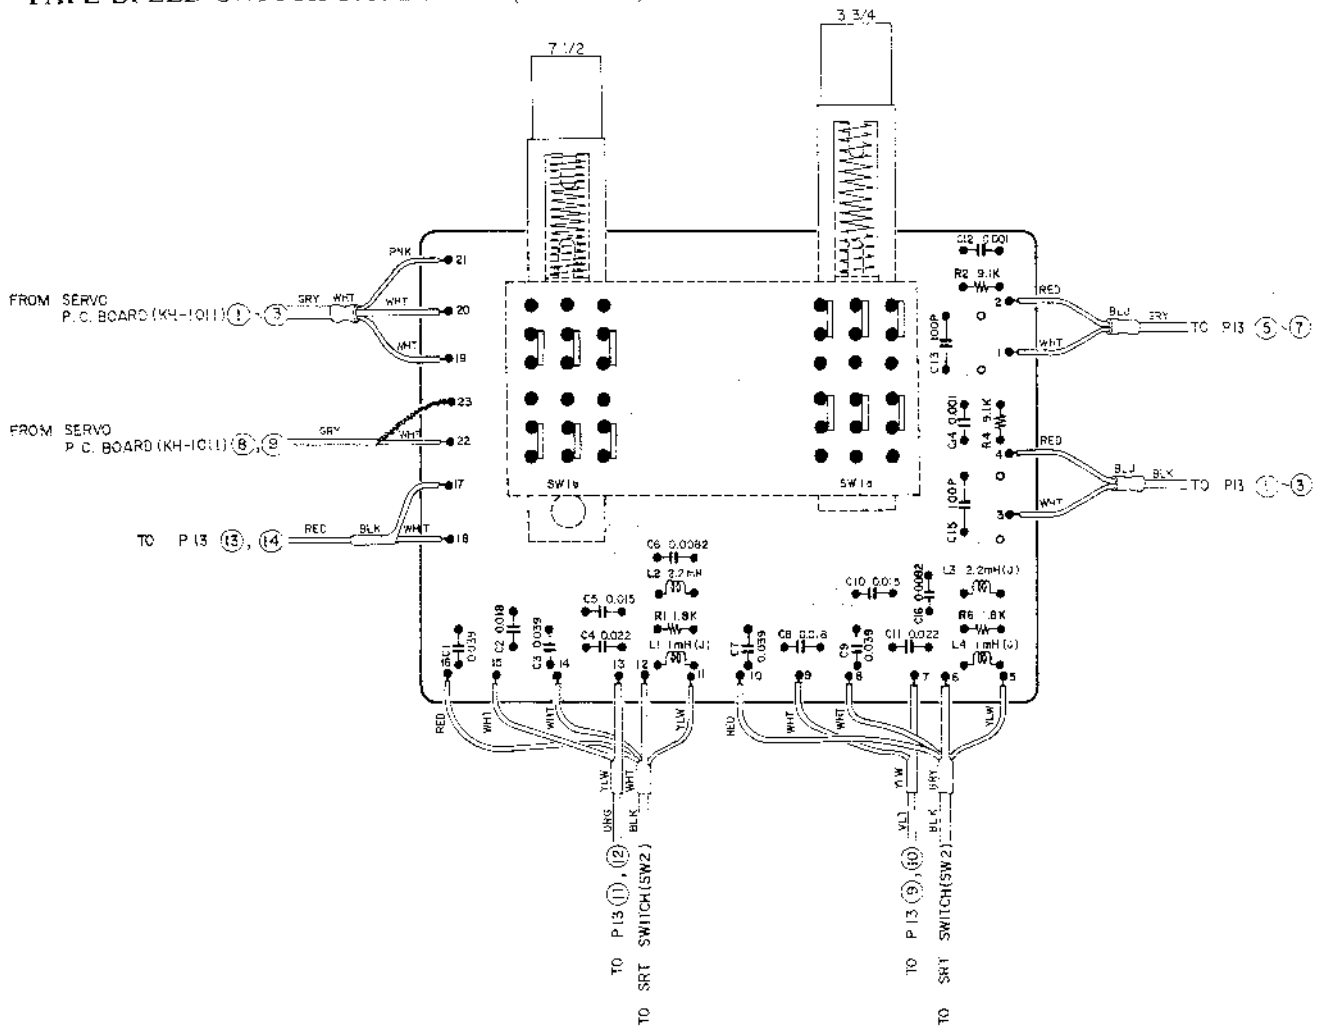 TAPE SPEED SWITCH
7 1/2
3 3/4
C12 0.001
R2 9.1K
PNK
21
FROM SERVO
P.C. BOARD (KH-1011) ① - ③
GRY
WHT
WHT
20
WHT
19
RED
2
BLU
GRY
TO P13 ⑤ - ⑦
1
WHT
C13 100P
23
FROM SERVO
P.C. BOARD (KH-1011) ⑧, ⑨
GRY
WHT
22
0.001
R4 9.1K
RED
4
BLU
BLK
TO P13 ① - ③
WHT
3
100P
17
SW1b
SW1a
TO P13 ⑬, ⑭
RED
BLK
WHT
18
C6 0.0082
L2 2.2mH
C5 0.015
R1 1.8K
C4 0.022
L1 1mH(J)
C10 0.015
C16 0.0082
L3 2.2mH(J)
R6 1.8K
C11 0.022
L4 1mH(J)
C1 0.039
C2 0.018
C3 0.039
C7 0.039
C8 0.018
C9 0.039
16
15
14
13
12
11
10
9
8
7
6
5
RED
WHT
WHT
YLW
RED
WHT
WHT
YLW
YLW
WHT
YLW
GRY
ORG
BLK
BLK
TO P13 ⑪, ⑫
TO SRT SWITCH(SW2)
TO P13 ⑨, ⑩
TO SRT SWITCH(SW2)